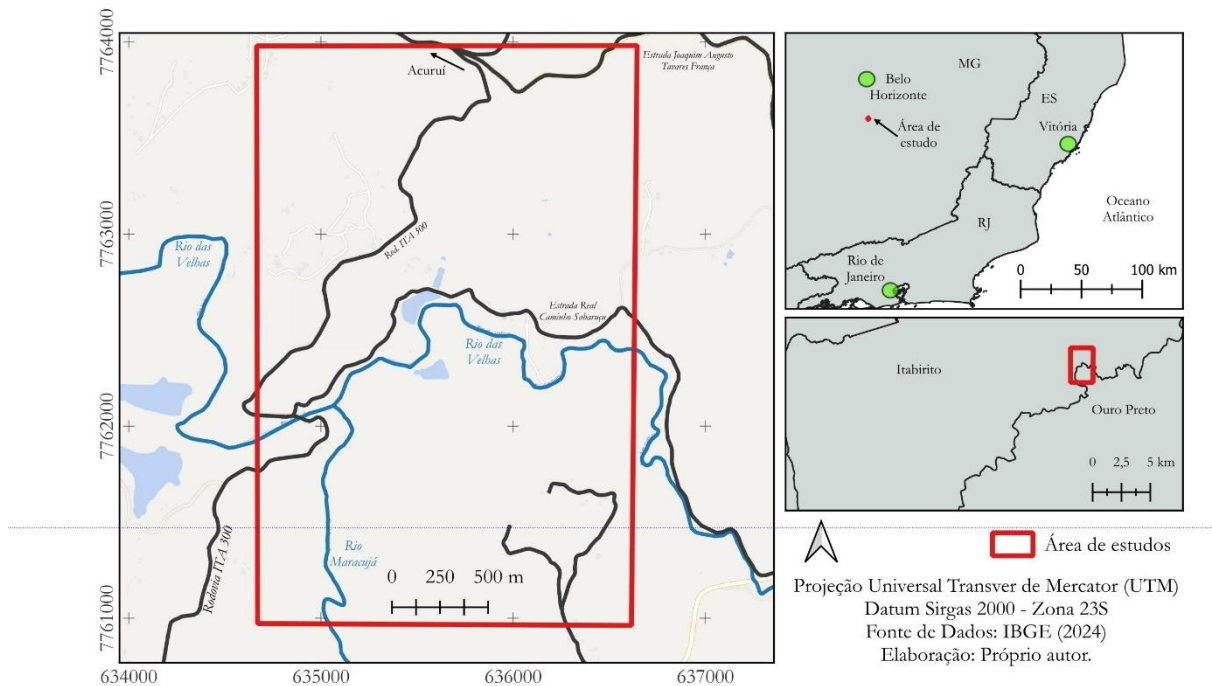 7764000
7763000
7762000
7761000
634000
635000
636000
637000
Acuruí
Estrada Joaquim Augusto
Tavares França
Rod. ITA 300
Rio das
Velhas
Estrada Real
Caminho Sabaruçu
Rio das
Velhas
Rodovia ITA 300
Rio
Maracujá
0 250 500 m
MG
Belo
Horizonte
ES
Área de
estudo
Vitória
RJ
Oceano
Atlântico
Rio de
Janeiro
0 50 100 km
Itabirito
Ouro Preto
0 2,5 5 km
Área de estudos
Projeção Universal Transver de Mercator (UTM)
Datum Sirgas 2000 - Zona 23S
Fonte de Dados: IBGE (2024)
Elaboração: Próprio autor.